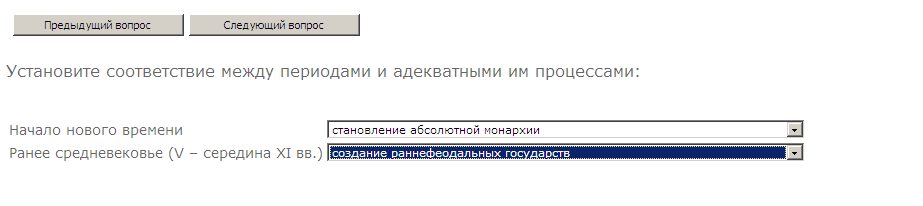 Предыдущий вопрос Следующий вопрос
Установите соответствие между периодами и адекватными им процессами:
Начало нового времени становление абсолютной монархии
Ранее средневековье (V – середина XI вв.) создание раннефеодальных государств